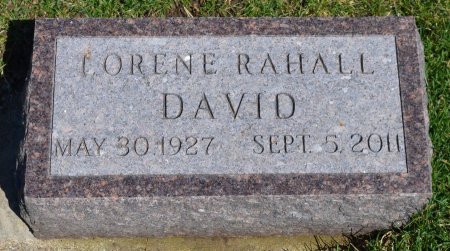 LORENE RAHALL
DAVID
MAY 30 1927 SEPT. 5, 2011